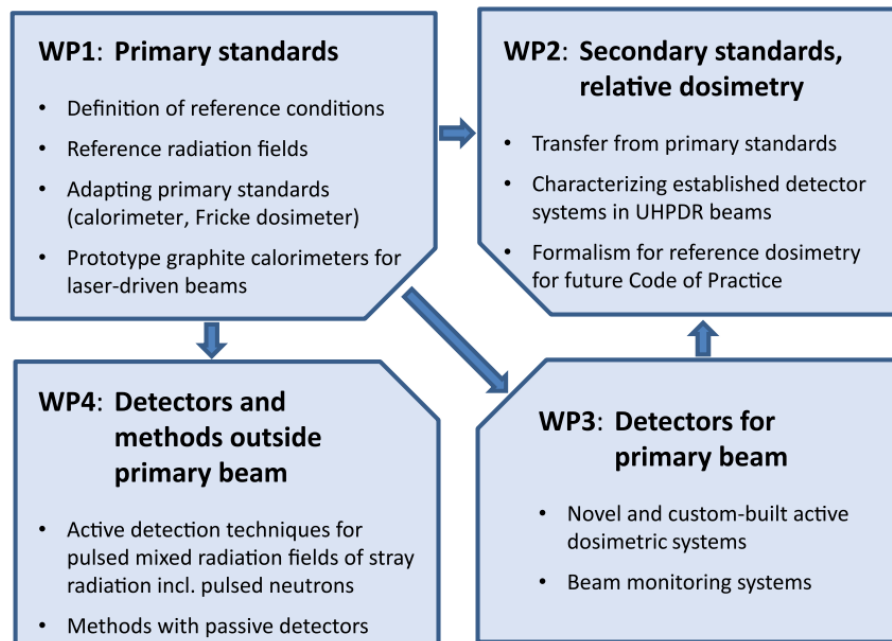 WP1: Primary standards
• Definition of reference conditions
• Reference radiation fields
• Adapting primary standards
(calorimeter, Fricke dosimeter)
• Prototype graphite calorimeters for
laser-driven beams
WP2: Secondary standards,
relative dosimetry
• Transfer from primary standards
• Characterizing established detector
systems in UHPDR beams
• Formalism for reference dosimetry
for future Code of Practice
WP4: Detectors and
methods outside
primary beam
• Active detection techniques for
pulsed mixed radiation fields of stray
radiation incl. pulsed neutrons
• Methods with passive detectors
WP3: Detectors for
primary beam
• Novel and custom-built active
dosimetric systems
• Beam monitoring systems